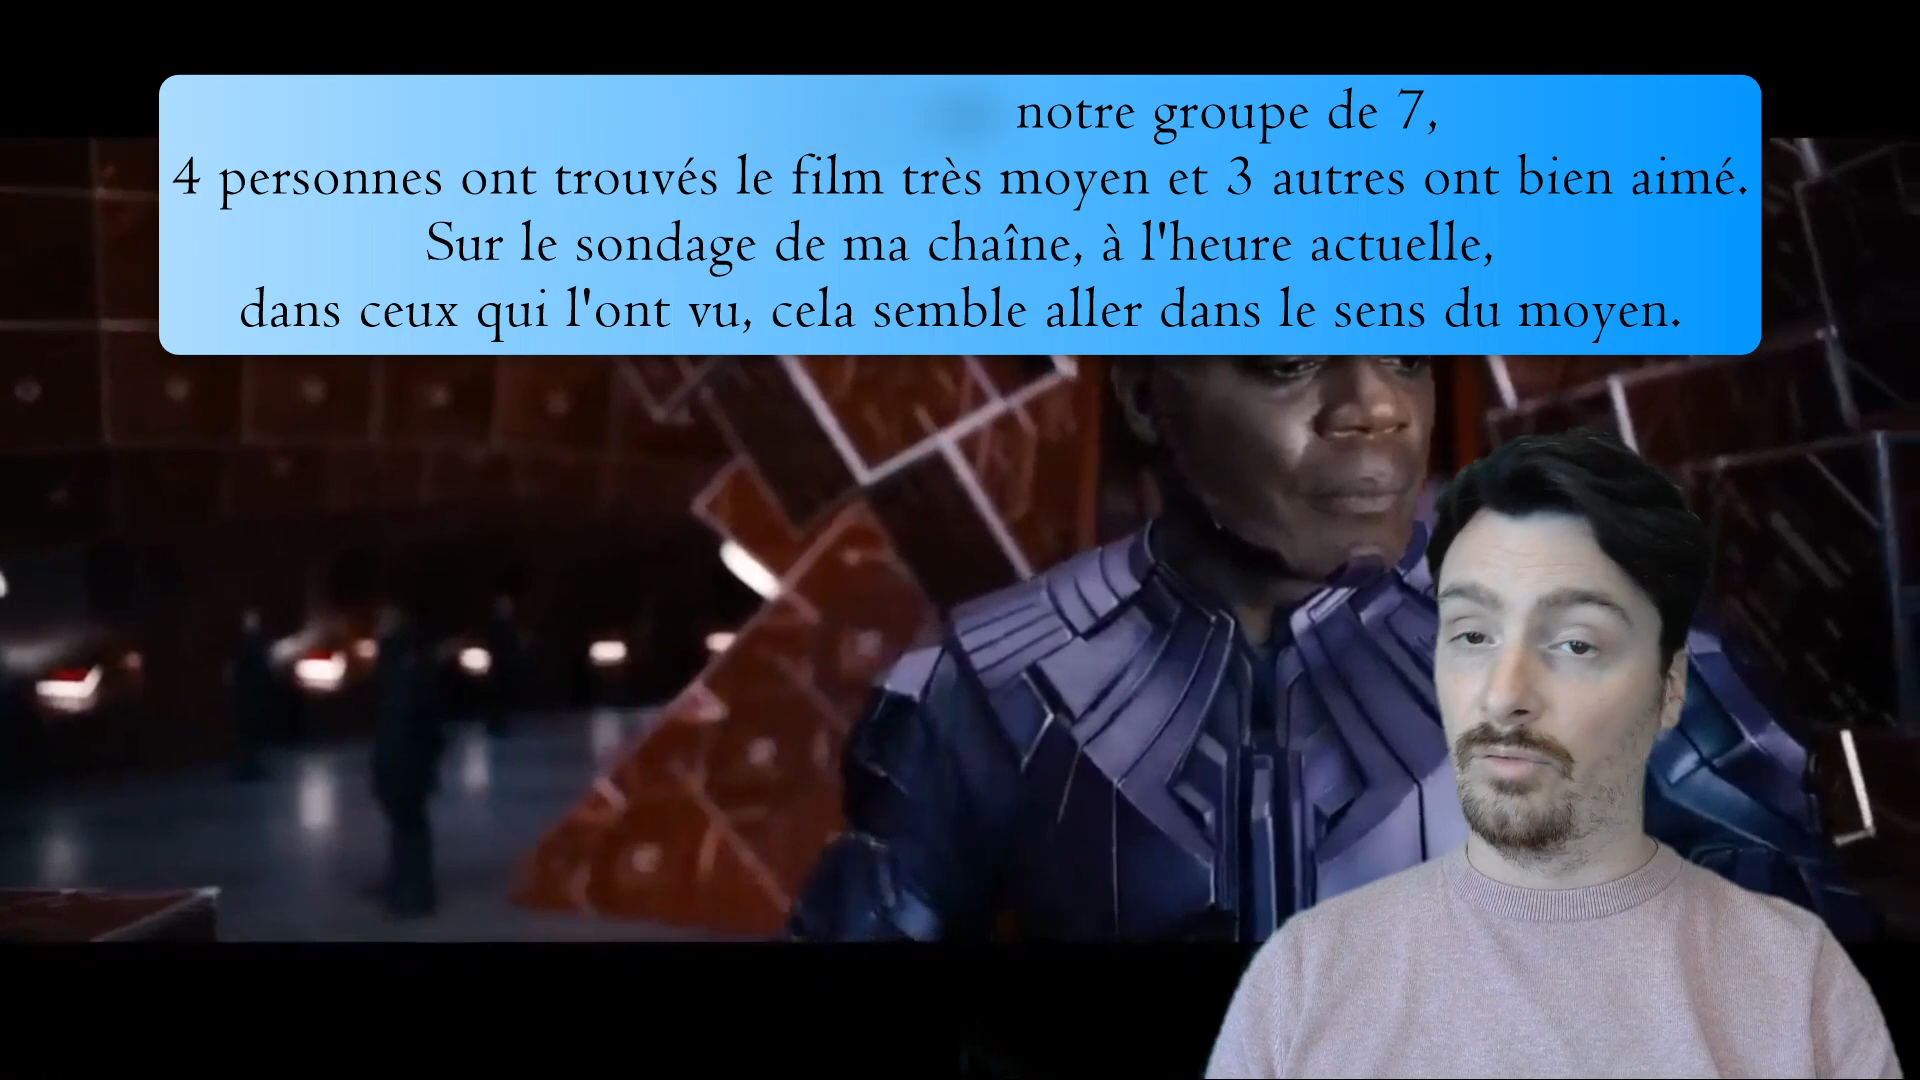 notre groupe de 7,
4 personnes ont trouvés le film très moyen et 3 autres ont bien aimé.
Sur le sondage de ma chaîne, à l'heure actuelle,
dans ceux qui l'ont vu, cela semble aller dans le sens du moyen.